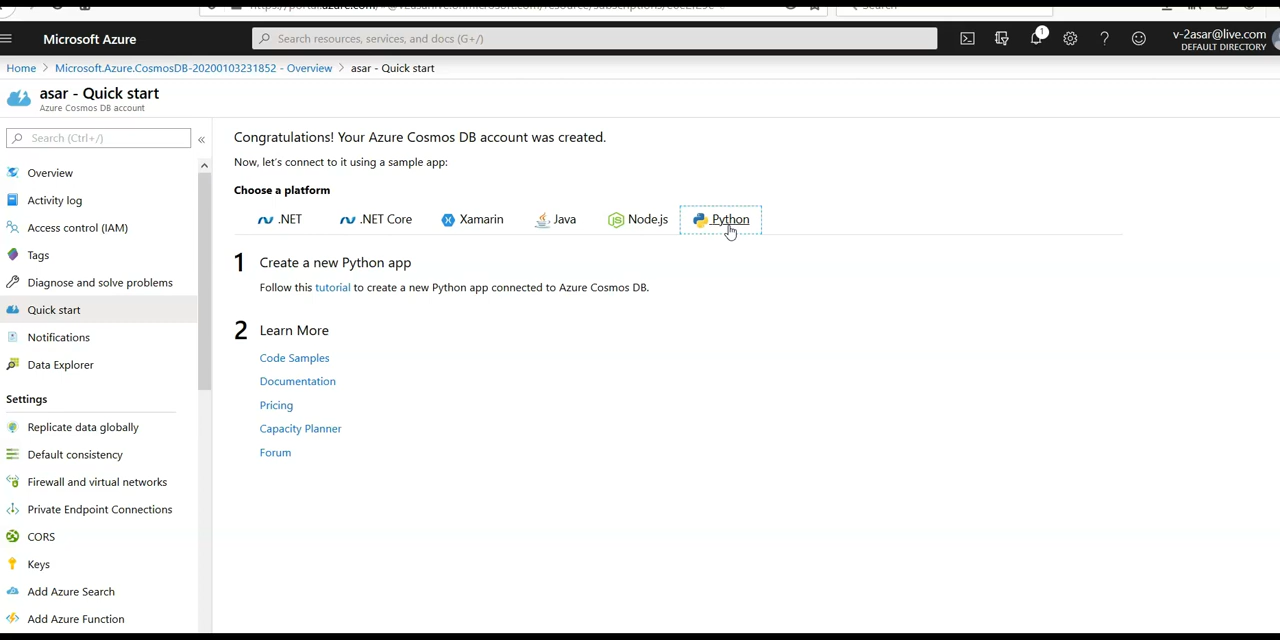 Microsoft Azure
Search resources, services, and docs (G+/)
1
v-2asar@live.com
DEFAULT DIRECTORY
Home > Microsoft.Azure.CosmosDB-20200103231852 - Overview > asar - Quick start
asar - Quick start
Azure Cosmos DB account
Search (Ctrl+/)
«
Overview
Activity log
Access control (IAM)
Tags
Diagnose and solve problems
Quick start
Notifications
Data Explorer
Settings
Replicate data globally
Default consistency
Firewall and virtual networks
Private Endpoint Connections
CORS
Keys
Add Azure Search
Add Azure Function
Congratulations! Your Azure Cosmos DB account was created.
Now, let's connect to it using a sample app:
Choose a platform
.NET .NET Core Xamarin Java Node.js Python
1 Create a new Python app
Follow this tutorial to create a new Python app connected to Azure Cosmos DB.
2 Learn More
Code Samples
Documentation
Pricing
Capacity Planner
Forum